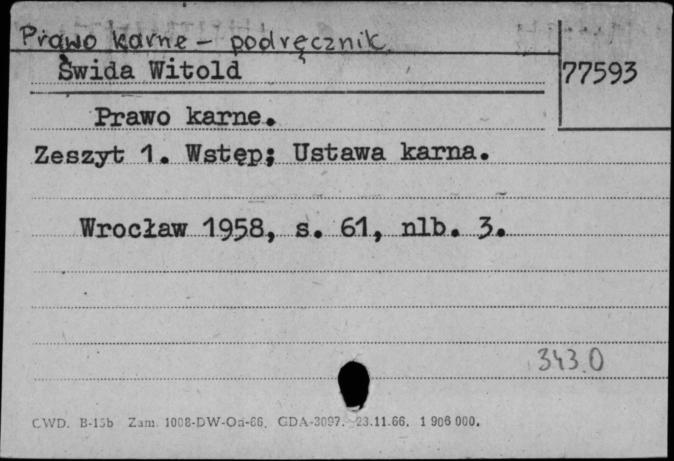 Prawo karne - podręcznik
Świda Witold
77593
Prawo karne.
Zeszyt 1. Wstęp; Ustawa karna.
Wrocław 1958, s. 61, nlb. 3.
343.0
CWD. B-15b Zam. 1008-DW-On-66. GDA-3097. 23.11.66. 1 906 000.